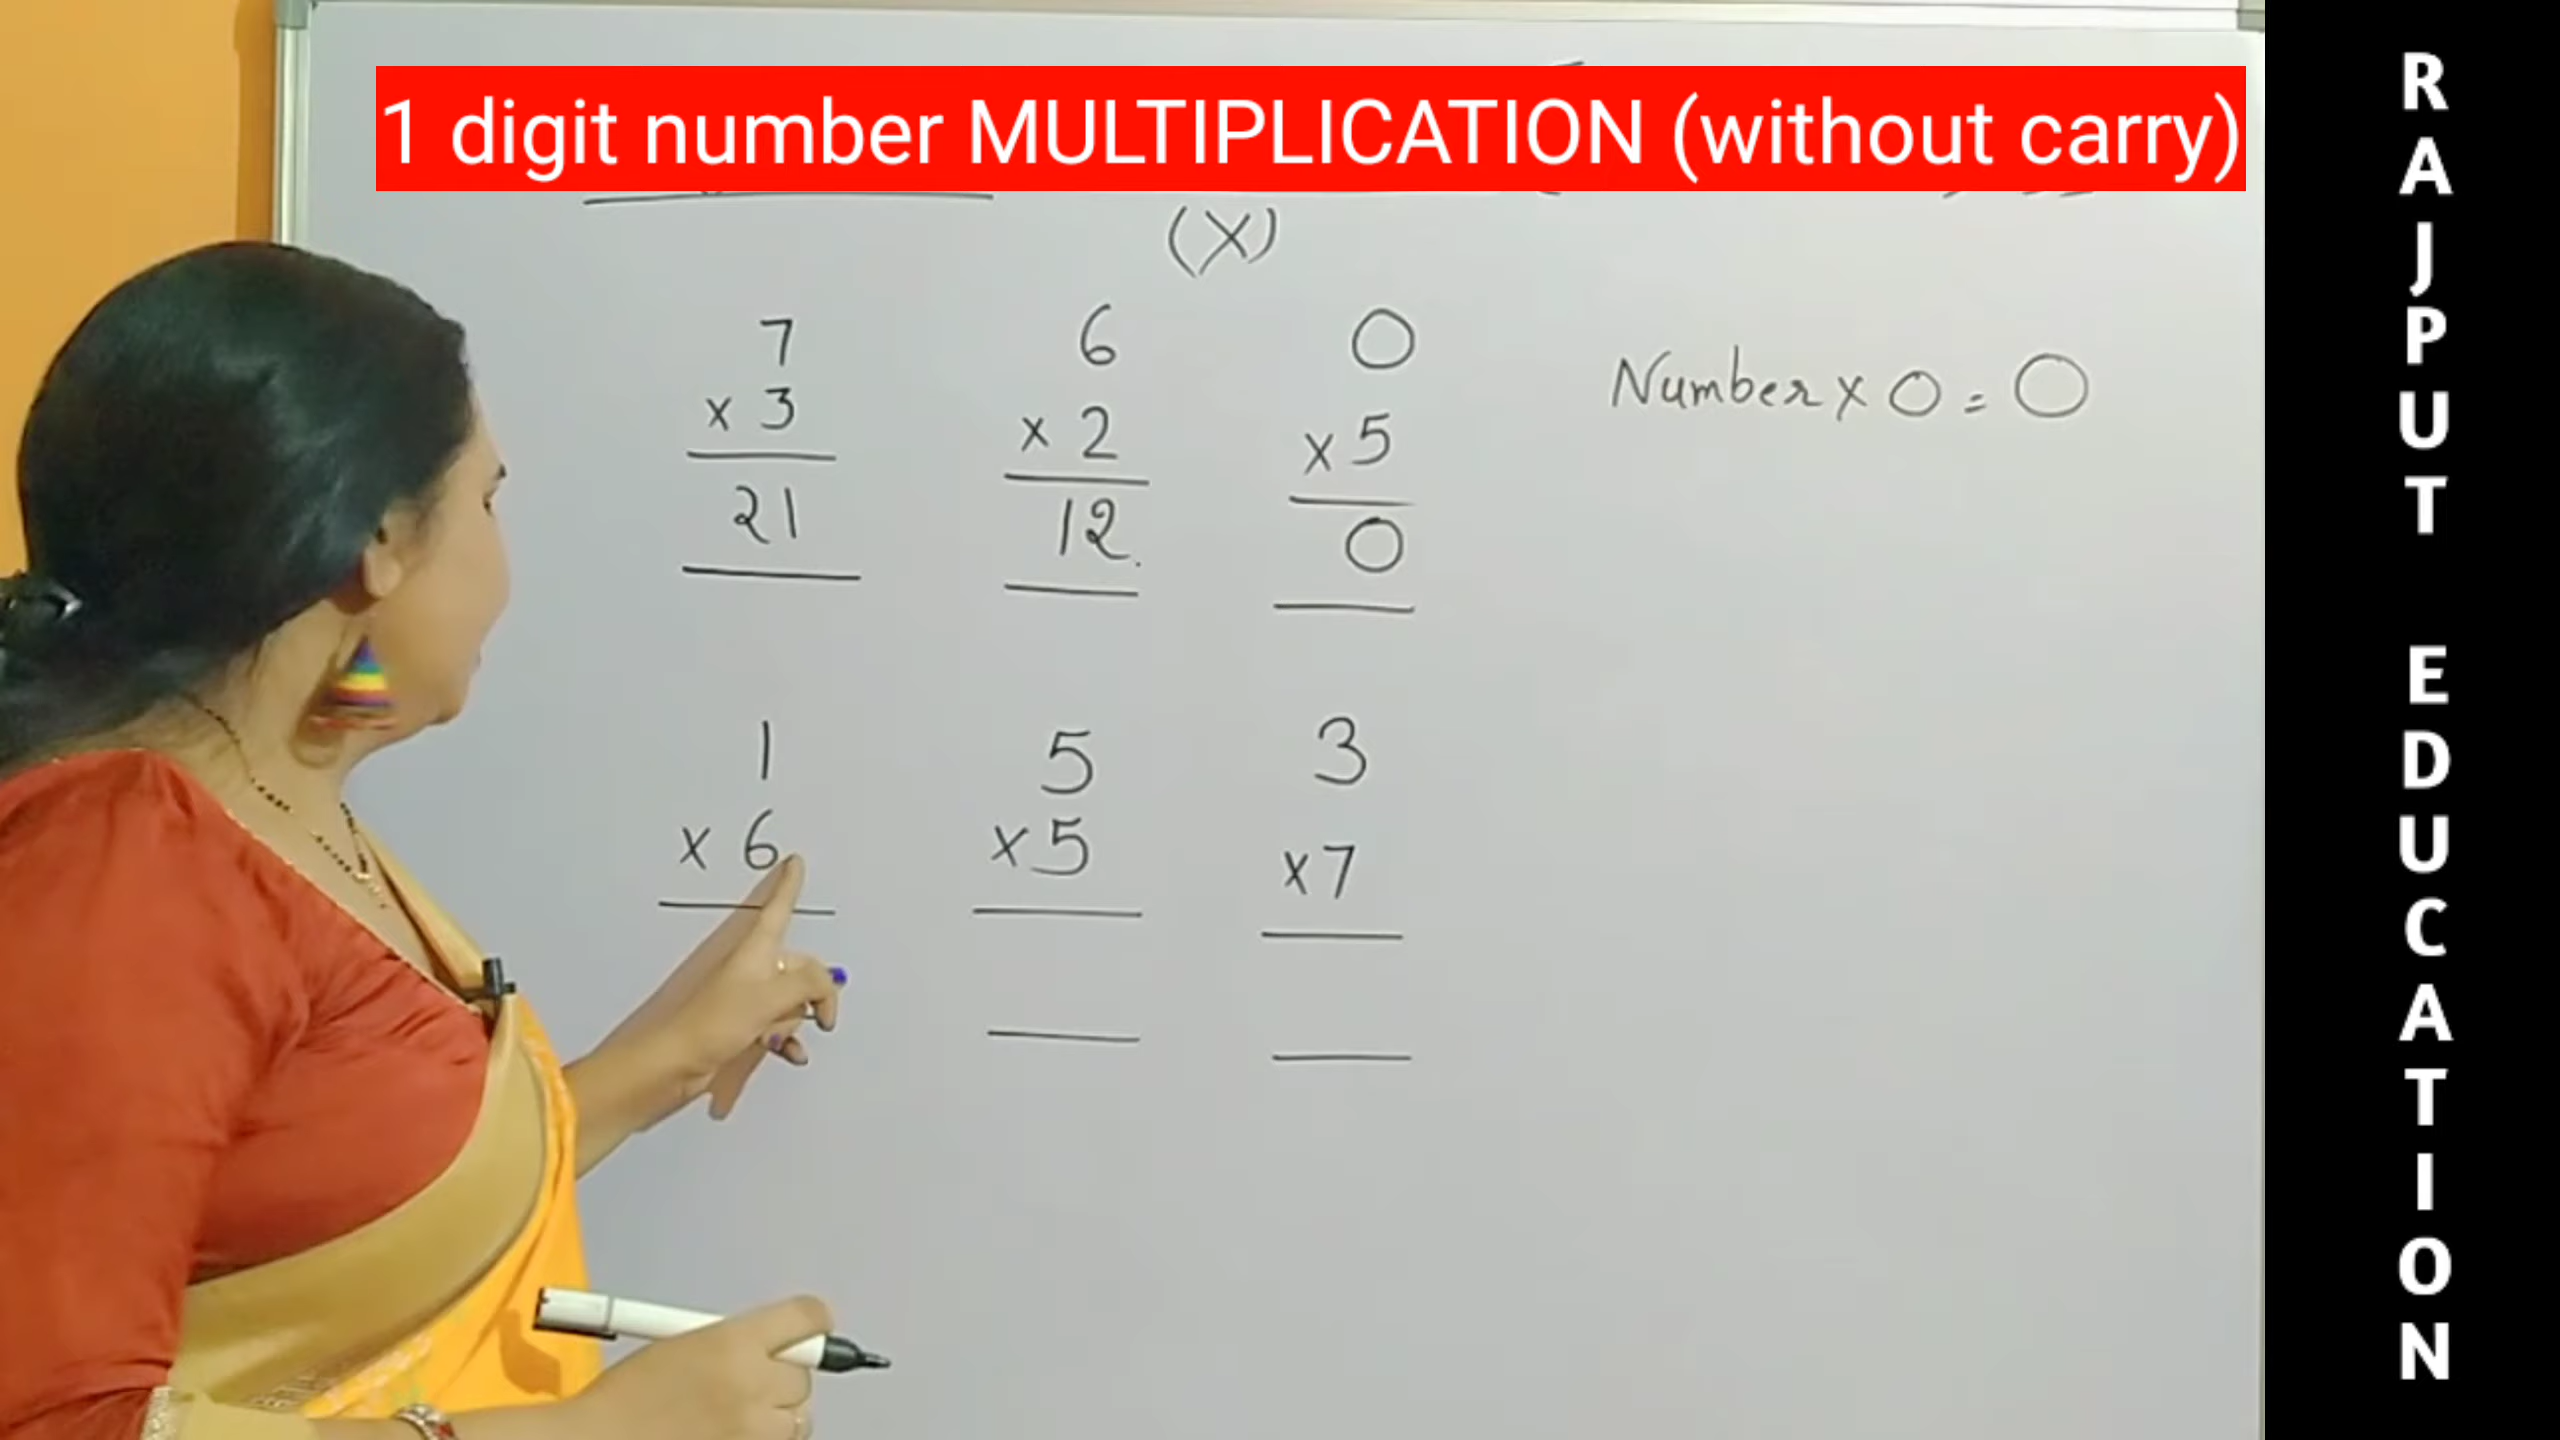 1 digit number MULTIPLICATION (without carry)
(X)
7
x 3
21
6
x 2
12.
0
x 5
0
Number x 0 = 0
1
x 6
5
x 5
3
x 7
RAJPUT EDUCATION